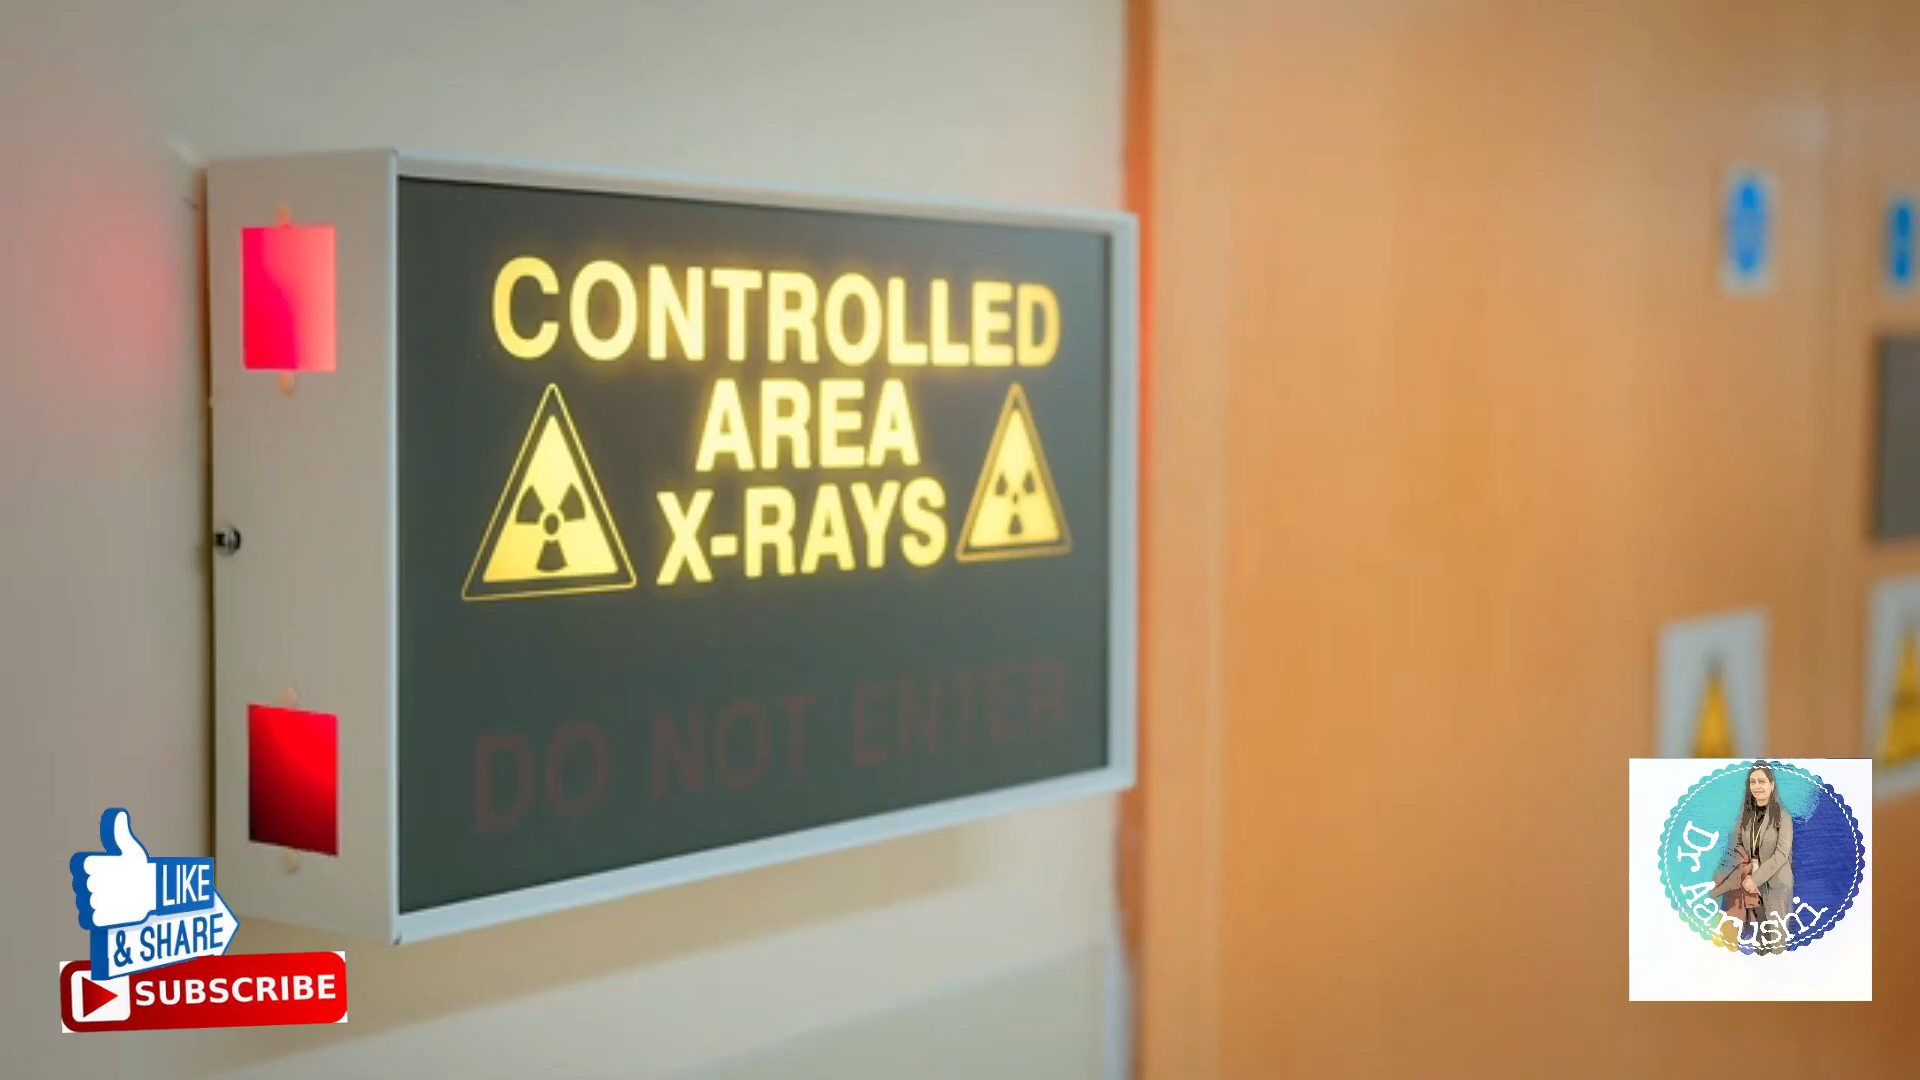 CONTROLLED
AREA
X-RAYS
DO NOT ENTER
LIKE
& SHARE
SUBSCRIBE
Dr Aarushi